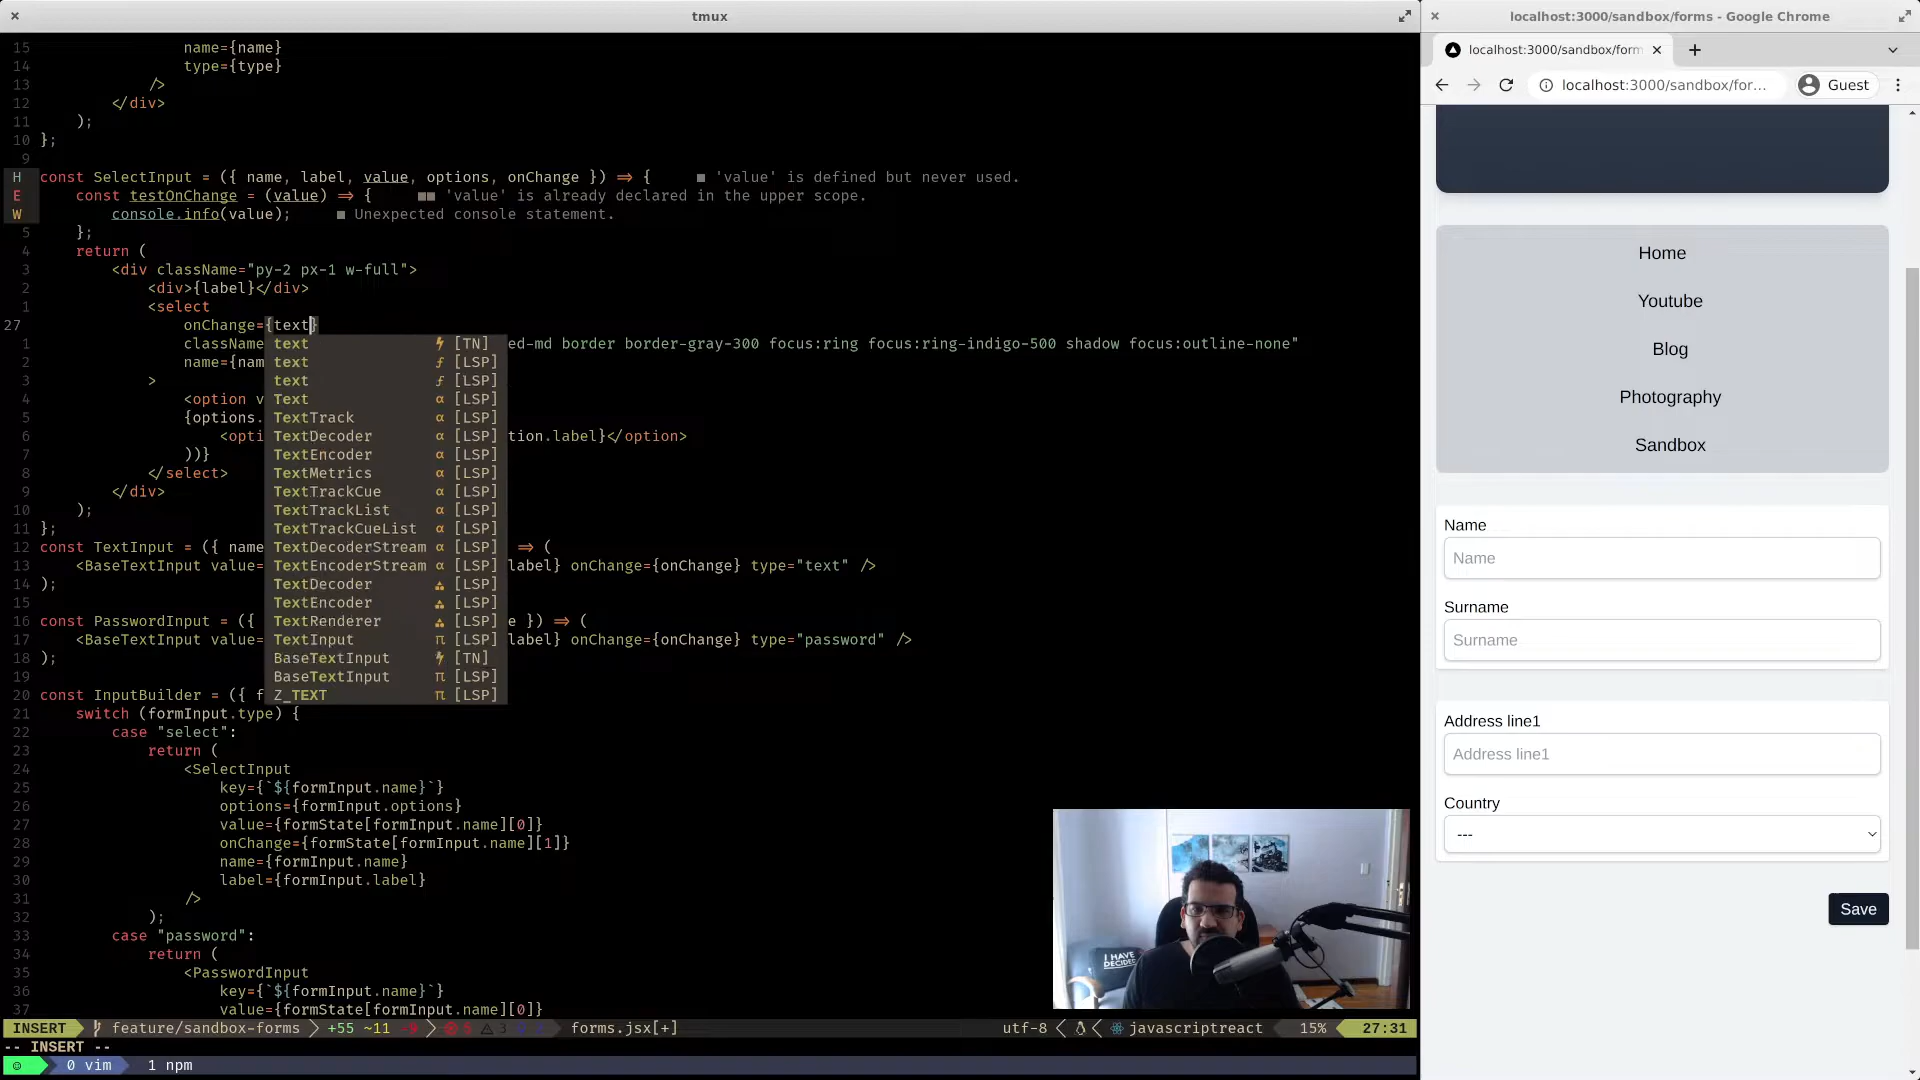 tmux
15 name={name}
14 type={type}
13 />
12 </div>
11 );
10 };
9
H const SelectInput = ({ name, label, value, options, onChange }) => { ■ 'value' is defined but never used.
E const testOnChange = (value) => { ■■ 'value' is already declared in the upper scope.
W console.info(value); ■ Unexpected console statement.
5 };
4 return (
3 <div className="py-2 px-1 w-full">
2 <div>{label}</div>
1 <select
27 onChange={text}
1 classNam ed-md border border-gray-300 focus:ring focus:ring-indigo-500 shadow focus:outline-none"
2 name={nam
3 >
4 <option v
5 {options.
6 <opti tion.label}</option>
7 ))}
8 </select>
9 </div>
10 );
11 };
12 const TextInput = ({ name => (
13 <BaseTextInput value= label} onChange={onChange} type="text" />
14 );
15
16 const PasswordInput = ({ e }) => (
17 <BaseTextInput value= label} onChange={onChange} type="password" />
18 );
19
20 const InputBuilder = ({ f
21 switch (formInput.type) {
22 case "select":
23 return (
24 <SelectInput
25 key={`${formInput.name}`}
26 options={formInput.options}
27 value={formState[formInput.name][0]}
28 onChange={formState[formInput.name][1]}
29 name={formInput.name}
30 label={formInput.label}
31 />
32 );
33 case "password":
34 return (
35 <PasswordInput
36 key={`${formInput.name}`}
37 value={formState[formInput.name][0]}
text [TN]
text [LSP]
text [LSP]
Text [LSP]
TextTrack [LSP]
TextDecoder [LSP]
TextEncoder [LSP]
TextMetrics [LSP]
TextTrackCue [LSP]
TextTrackList [LSP]
TextTrackCueList [LSP]
TextDecoderStream [LSP]
TextEncoderStream [LSP]
TextDecoder [LSP]
TextEncoder [LSP]
TextRenderer [LSP]
TextInput [LSP]
BaseTextInput [TN]
BaseTextInput [LSP]
Z_TEXT [LSP]
I HAVE
DECIDED
INSERT feature/sandbox-forms +55 ~11 -9 forms.jsx[+] utf-8 javascriptreact 15% 27:31
-- INSERT --
0 vim 1 npm
localhost:3000/sandbox/forms - Google Chrome
localhost:3000/sandbox/form
localhost:3000/sandbox/for... Guest
Home
Youtube
Blog
Photography
Sandbox
Name
Name
Surname
Surname
Address line1
Address line1
Country
---
Save